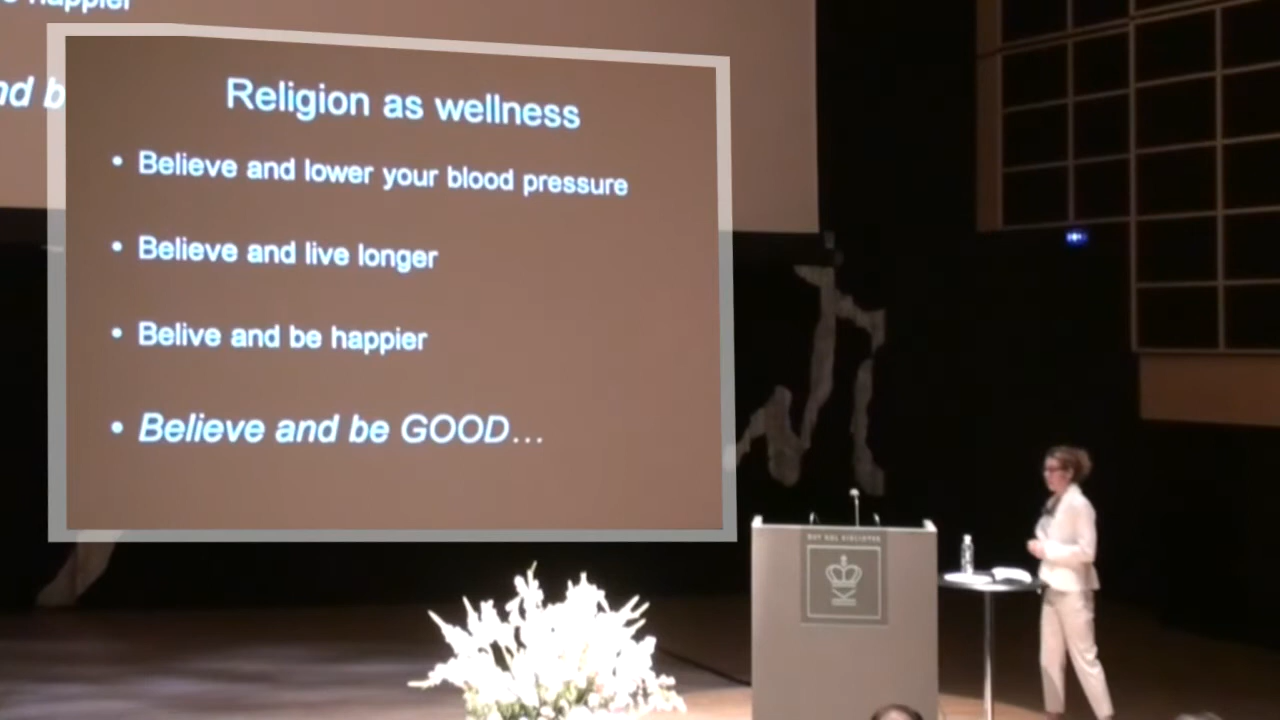 happier
nd b
Religion as wellness
• Believe and lower your blood pressure
• Believe and live longer
• Belive and be happier
• Believe and be GOOD…